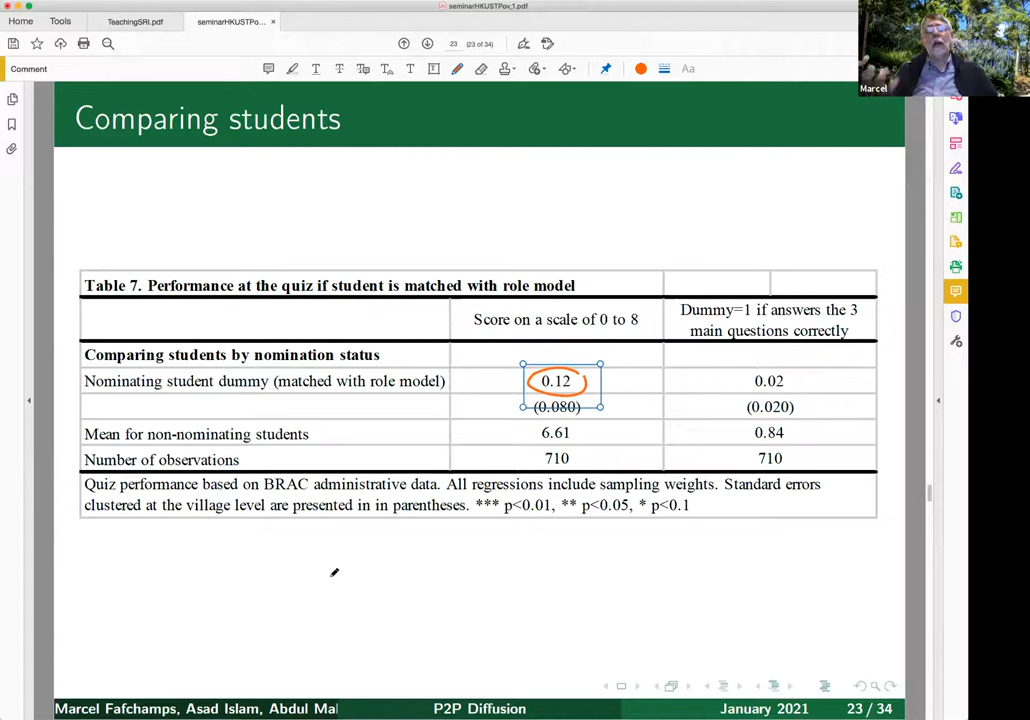 seminarHKUSTPov_1.pdf
Home Tools TeachingSRI.pdf seminarHKUSTPo... ×
23 (23 of 34)
Comment
Marcel
Comparing students
Table 7. Performance at the quiz if student is matched with role model
Score on a scale of 0 to 8
Dummy=1 if answers the 3
main questions correctly
Comparing students by nomination status
Nominating student dummy (matched with role model) 0.12 0.02
(0.080) (0.020)
Mean for non-nominating students 6.61 0.84
Number of observations 710 710
Quiz performance based on BRAC administrative data. All regressions include sampling weights. Standard errors
clustered at the village level are presented in in parentheses. *** p<0.01, ** p<0.05, * p<0.1
Marcel Fafchamps, Asad Islam, Abdul Mal P2P Diffusion January 2021 23 / 34